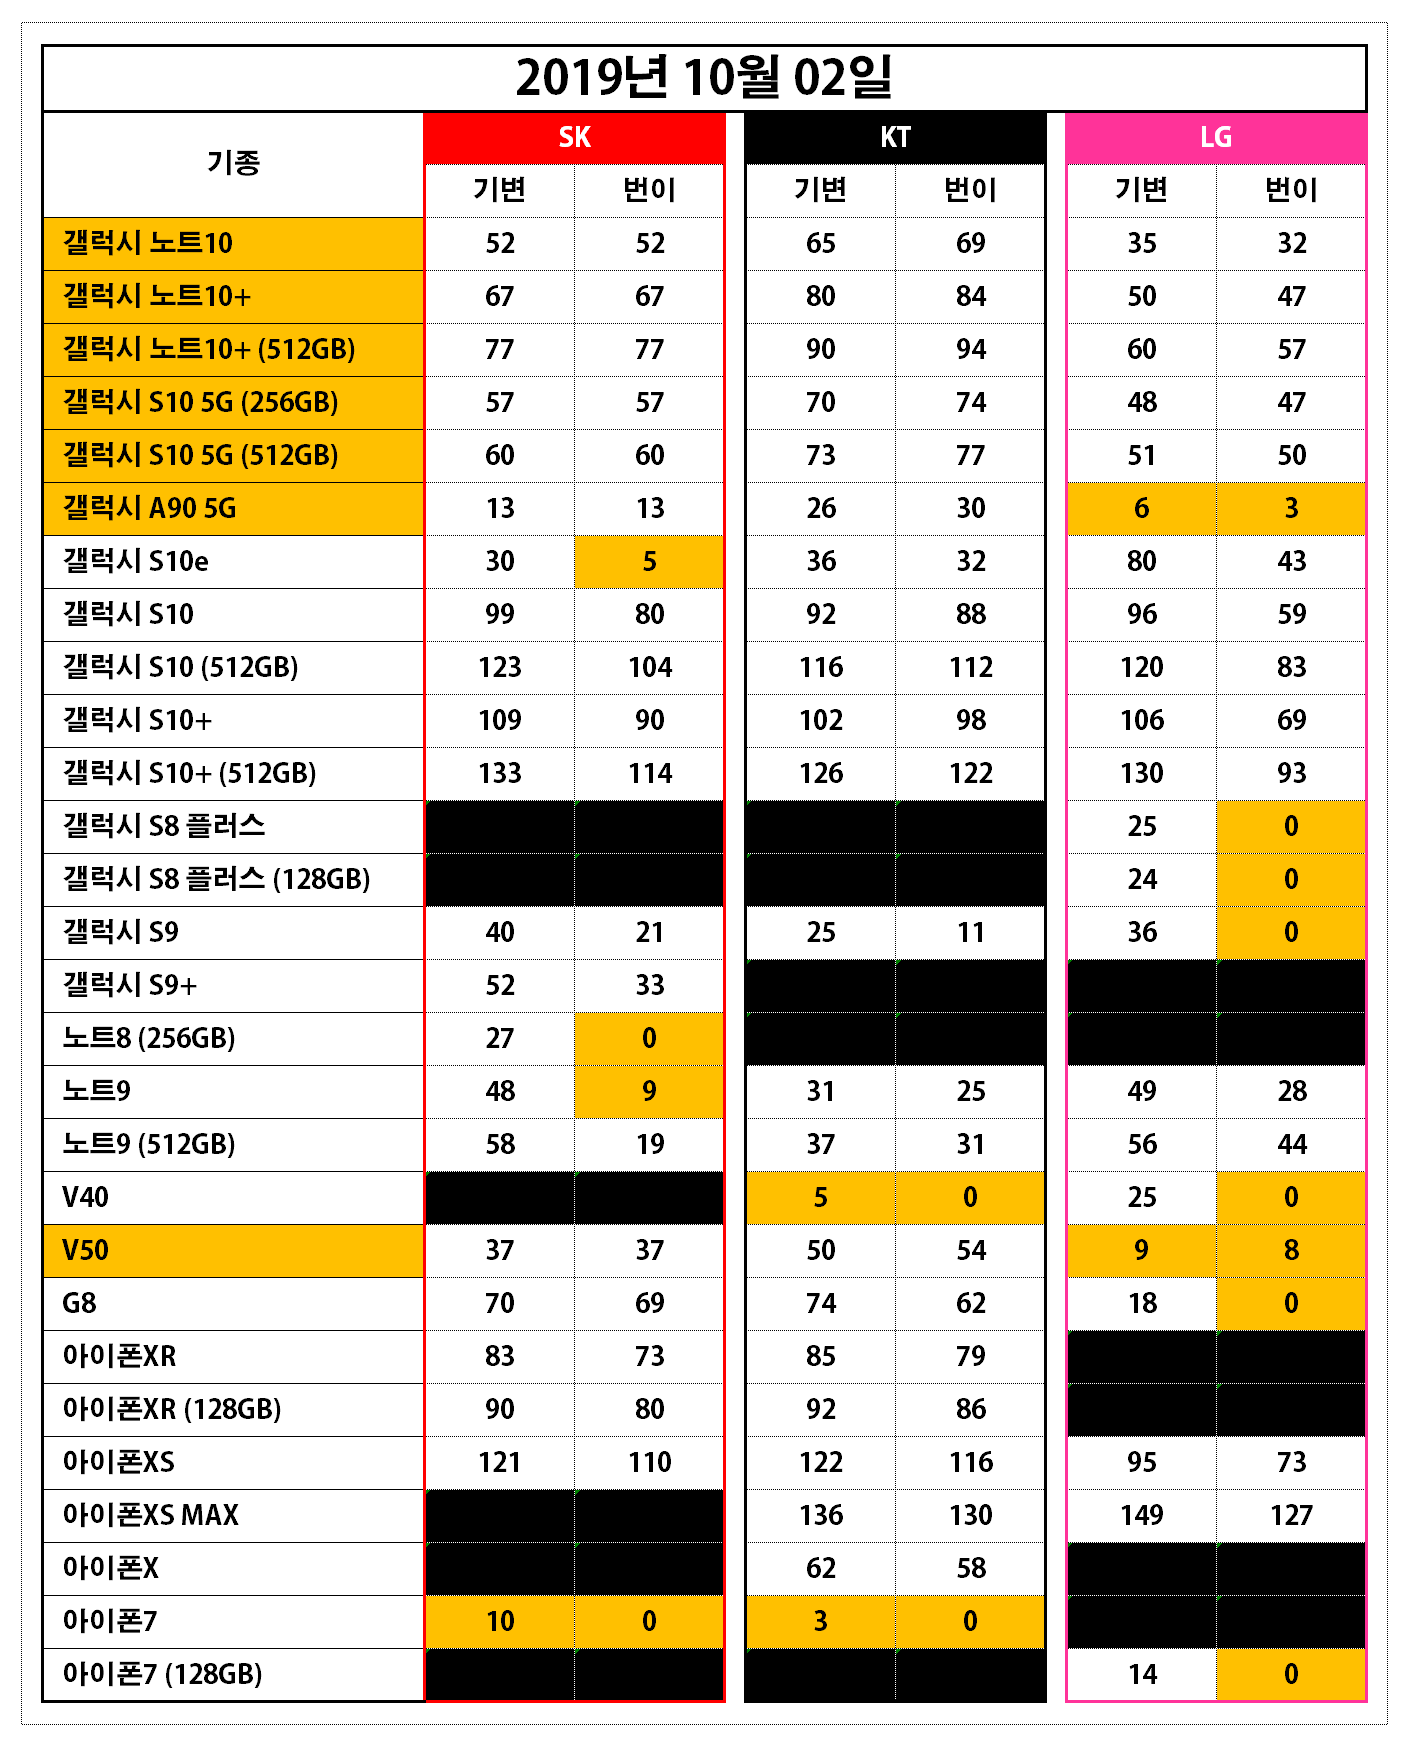 2019년 10월 02일
기종 SK KT LG
기변 번이 기변 번이 기변 번이
갤럭시 노트10 52 52 65 69 35 32
갤럭시 노트10+ 67 67 80 84 50 47
갤럭시 노트10+ (512GB) 77 77 90 94 60 57
갤럭시 S10 5G (256GB) 57 57 70 74 48 47
갤럭시 S10 5G (512GB) 60 60 73 77 51 50
갤럭시 A90 5G 13 13 26 30 6 3
갤럭시 S10e 30 5 36 32 80 43
갤럭시 S10 99 80 92 88 96 59
갤럭시 S10 (512GB) 123 104 116 112 120 83
갤럭시 S10+ 109 90 102 98 106 69
갤럭시 S10+ (512GB) 133 114 126 122 130 93
갤럭시 S8 플러스 25 0
갤럭시 S8 플러스 (128GB) 24 0
갤럭시 S9 40 21 25 11 36 0
갤럭시 S9+ 52 33
노트8 (256GB) 27 0
노트9 48 9 31 25 49 28
노트9 (512GB) 58 19 37 31 56 44
V40 5 0 25 0
V50 37 37 50 54 9 8
G8 70 69 74 62 18 0
아이폰XR 83 73 85 79
아이폰XR (128GB) 90 80 92 86
아이폰XS 121 110 122 116 95 73
아이폰XS MAX 136 130 149 127
아이폰X 62 58
아이폰7 10 0 3 0
아이폰7 (128GB) 14 0